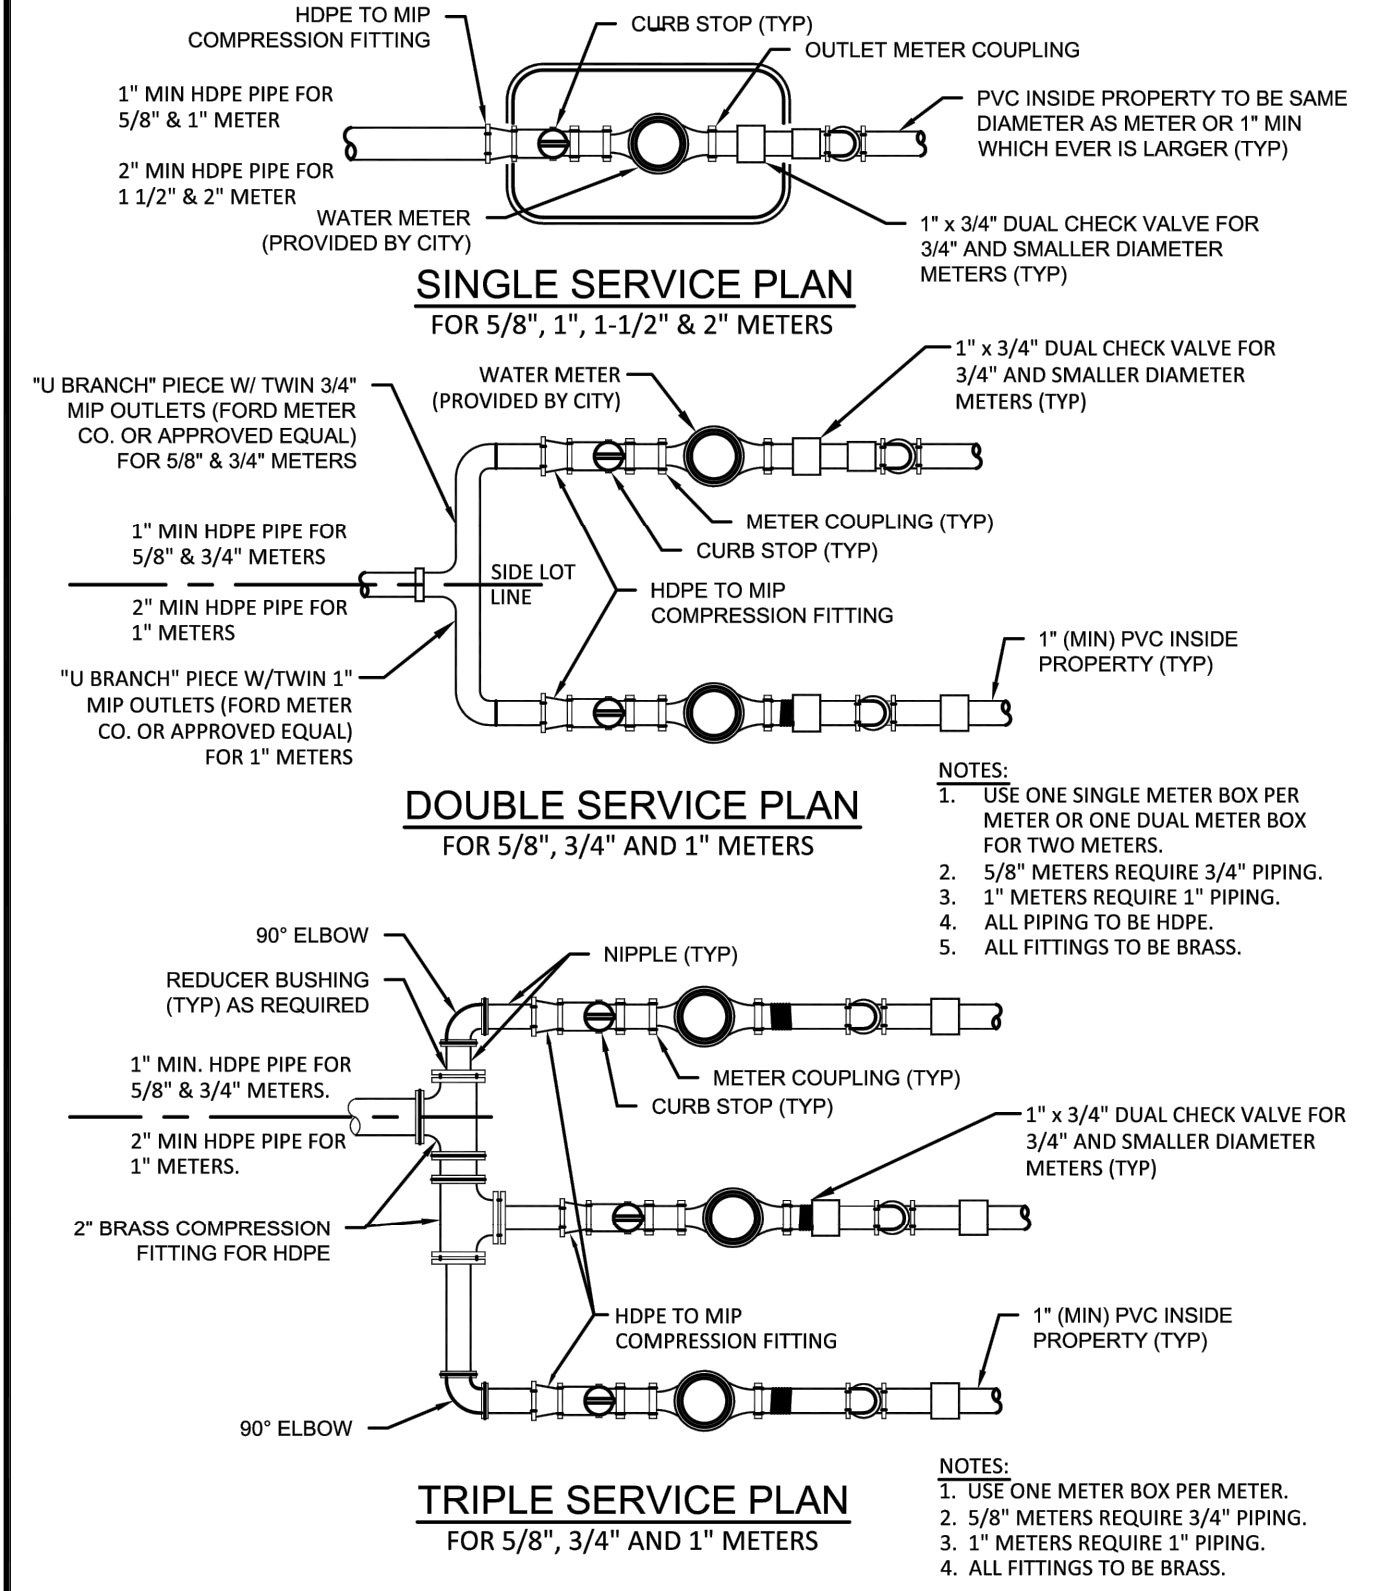 HDPE TO MIP
COMPRESSION FITTING
CURB STOP (TYP)
OUTLET METER COUPLING
1" MIN HDPE PIPE FOR
5/8" & 1" METER
PVC INSIDE PROPERTY TO BE SAME
DIAMETER AS METER OR 1" MIN
WHICH EVER IS LARGER (TYP)
2" MIN HDPE PIPE FOR
1 1/2" & 2" METER
WATER METER
(PROVIDED BY CITY)
1" x 3/4" DUAL CHECK VALVE FOR
3/4" AND SMALLER DIAMETER
METERS (TYP)
SINGLE SERVICE PLAN
FOR 5/8", 1", 1-1/2" & 2" METERS
"U BRANCH" PIECE W/ TWIN 3/4"
MIP OUTLETS (FORD METER
CO. OR APPROVED EQUAL)
FOR 5/8" & 3/4" METERS
WATER METER
(PROVIDED BY CITY)
1" x 3/4" DUAL CHECK VALVE FOR
3/4" AND SMALLER DIAMETER
METERS (TYP)
METER COUPLING (TYP)
CURB STOP (TYP)
1" MIN HDPE PIPE FOR
5/8" & 3/4" METERS
SIDE LOT
LINE
2" MIN HDPE PIPE FOR
1" METERS
HDPE TO MIP
COMPRESSION FITTING
1" (MIN) PVC INSIDE
PROPERTY (TYP)
"U BRANCH" PIECE W/TWIN 1"
MIP OUTLETS (FORD METER
CO. OR APPROVED EQUAL)
FOR 1" METERS
DOUBLE SERVICE PLAN
FOR 5/8", 3/4" AND 1" METERS
NOTES:
1. USE ONE SINGLE METER BOX PER
METER OR ONE DUAL METER BOX
FOR TWO METERS.
2. 5/8" METERS REQUIRE 3/4" PIPING.
3. 1" METERS REQUIRE 1" PIPING.
4. ALL PIPING TO BE HDPE.
5. ALL FITTINGS TO BE BRASS.
90° ELBOW
NIPPLE (TYP)
REDUCER BUSHING
(TYP) AS REQUIRED
1" MIN. HDPE PIPE FOR
5/8" & 3/4" METERS.
METER COUPLING (TYP)
CURB STOP (TYP)
2" MIN HDPE PIPE FOR
1" METERS.
1" x 3/4" DUAL CHECK VALVE FOR
3/4" AND SMALLER DIAMETER
METERS (TYP)
2" BRASS COMPRESSION
FITTING FOR HDPE
HDPE TO MIP
COMPRESSION FITTING
1" (MIN) PVC INSIDE
PROPERTY (TYP)
90° ELBOW
TRIPLE SERVICE PLAN
FOR 5/8", 3/4" AND 1" METERS
NOTES:
1. USE ONE METER BOX PER METER.
2. 5/8" METERS REQUIRE 3/4" PIPING.
3. 1" METERS REQUIRE 1" PIPING.
4. ALL FITTINGS TO BE BRASS.